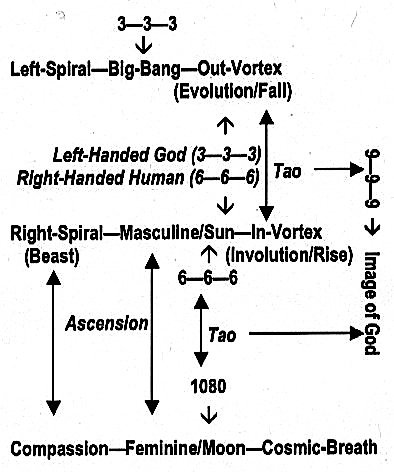 3—3—3
Left-Spiral—Big-Bang—Out-Vortex
(Evolution/Fall)
Left-Handed God (3—3—3)
Right-Handed Human (6—6—6)
Tao
9—9—9
Right-Spiral—Masculine/Sun—In-Vortex
(Beast)
(Involution/Rise)
6—6—6
Image of God
Ascension
Tao
1080
Compassion—Feminine/Moon—Cosmic-Breath